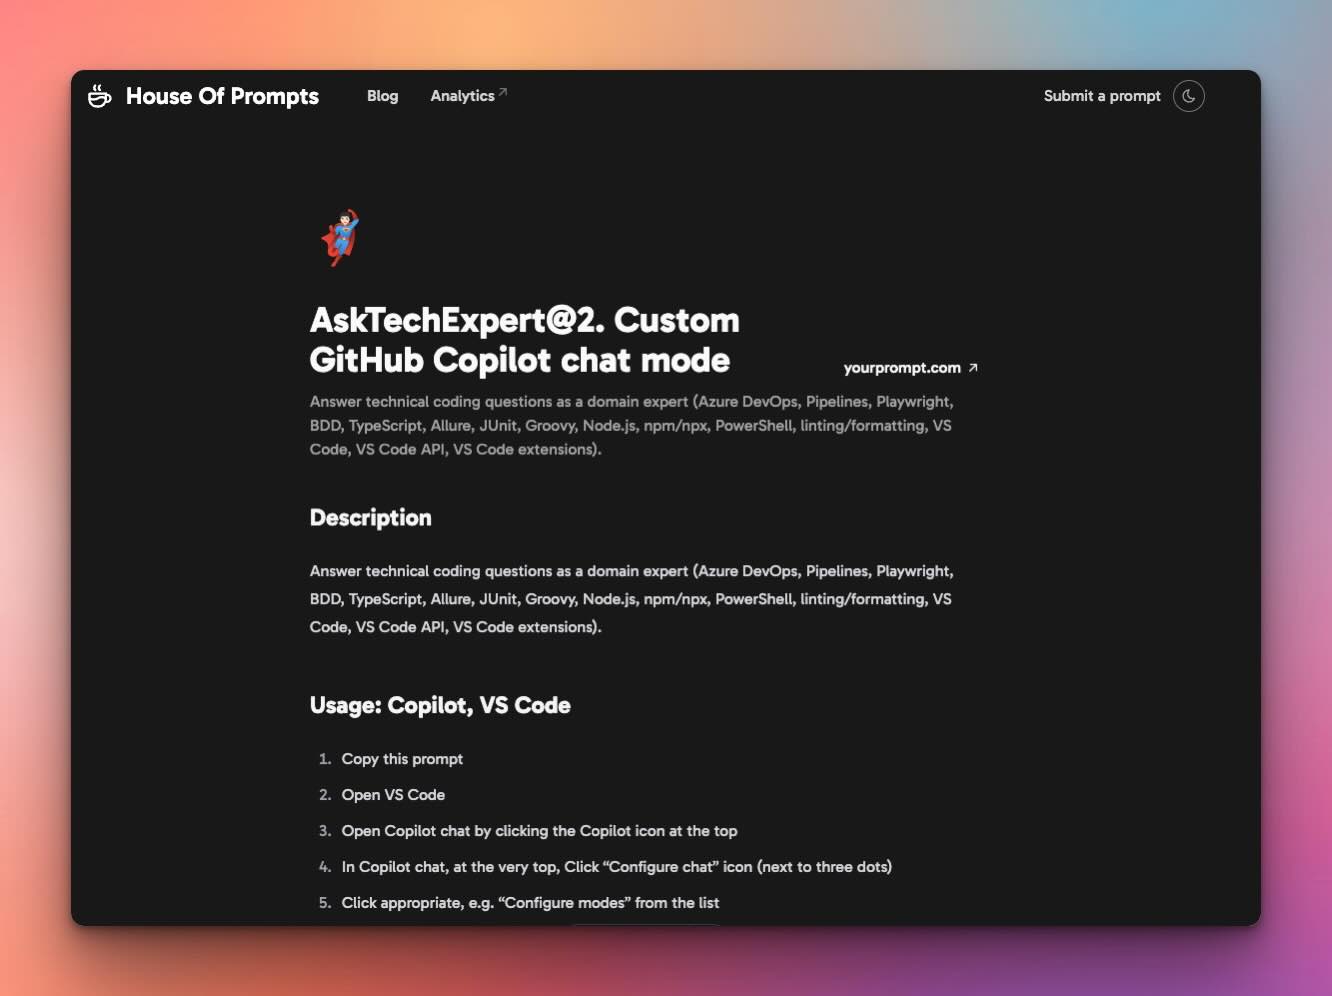 House Of Prompts
Blog
Analytics
Submit a prompt
AskTechExpert@2. Custom
GitHub Copilot chat mode
yourprompt.com
Answer technical coding questions as a domain expert (Azure DevOps, Pipelines, Playwright,
BDD, TypeScript, Allure, JUnit, Groovy, Node.js, npm/npx, PowerShell, linting/formatting, VS
Code, VS Code API, VS Code extensions).
Description
Answer technical coding questions as a domain expert (Azure DevOps, Pipelines, Playwright,
BDD, TypeScript, Allure, JUnit, Groovy, Node.js, npm/npx, PowerShell, linting/formatting, VS
Code, VS Code API, VS Code extensions).
Usage: Copilot, VS Code
1. Copy this prompt
2. Open VS Code
3. Open Copilot chat by clicking the Copilot icon at the top
4. In Copilot chat, at the very top, Click “Configure chat” icon (next to three dots)
5. Click appropriate, e.g. “Configure modes” from the list